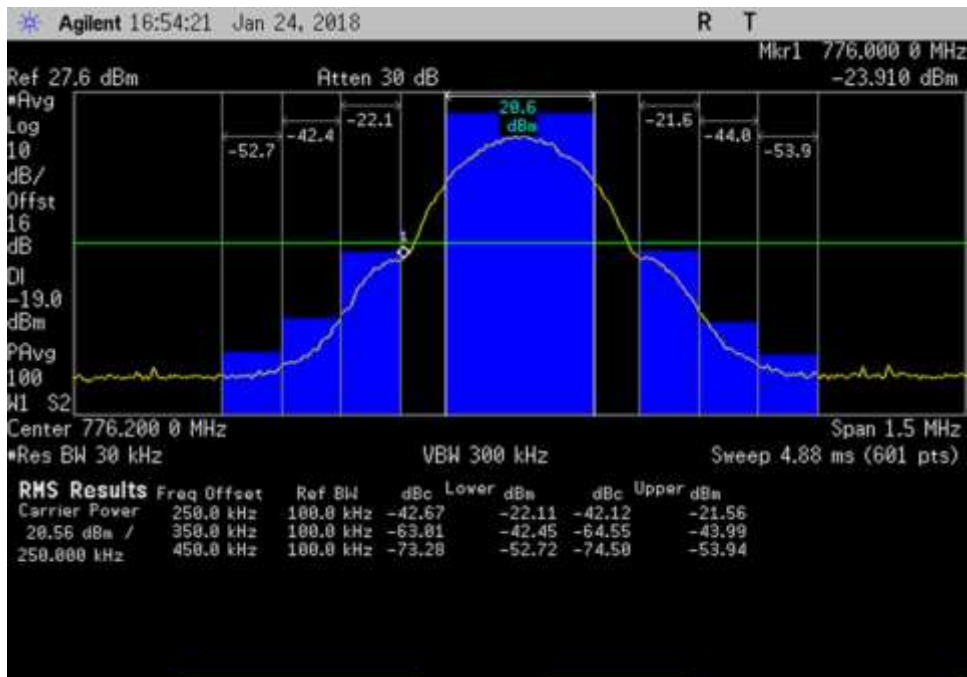 Agilent 16:54:21 Jan 24, 2018 R T
Mkr1 776.000 0 MHz
Ref 27.6 dBm Atten 30 dB -23.910 dBm
#Avg
Log
10
dB/
Offst
16
dB
DI
-19.0
dBm
PAvg
100
W1 S2
-52.7 -42.4 -22.1 20.6 dBm -21.6 -44.0 -53.9
1
Center 776.200 0 MHz Span 1.5 MHz
#Res BW 30 kHz VBW 300 kHz Sweep 4.88 ms (601 pts)
RMS Results Freq Offset Ref BW dBc Lower dBm dBc Upper dBm
Carrier Power 250.0 kHz 100.0 kHz -42.67 -22.11 -42.12 -21.56
20.56 dBm / 350.0 kHz 100.0 kHz -63.01 -42.45 -64.55 -43.99
250.000 kHz 450.0 kHz 100.0 kHz -73.28 -52.72 -74.50 -53.94